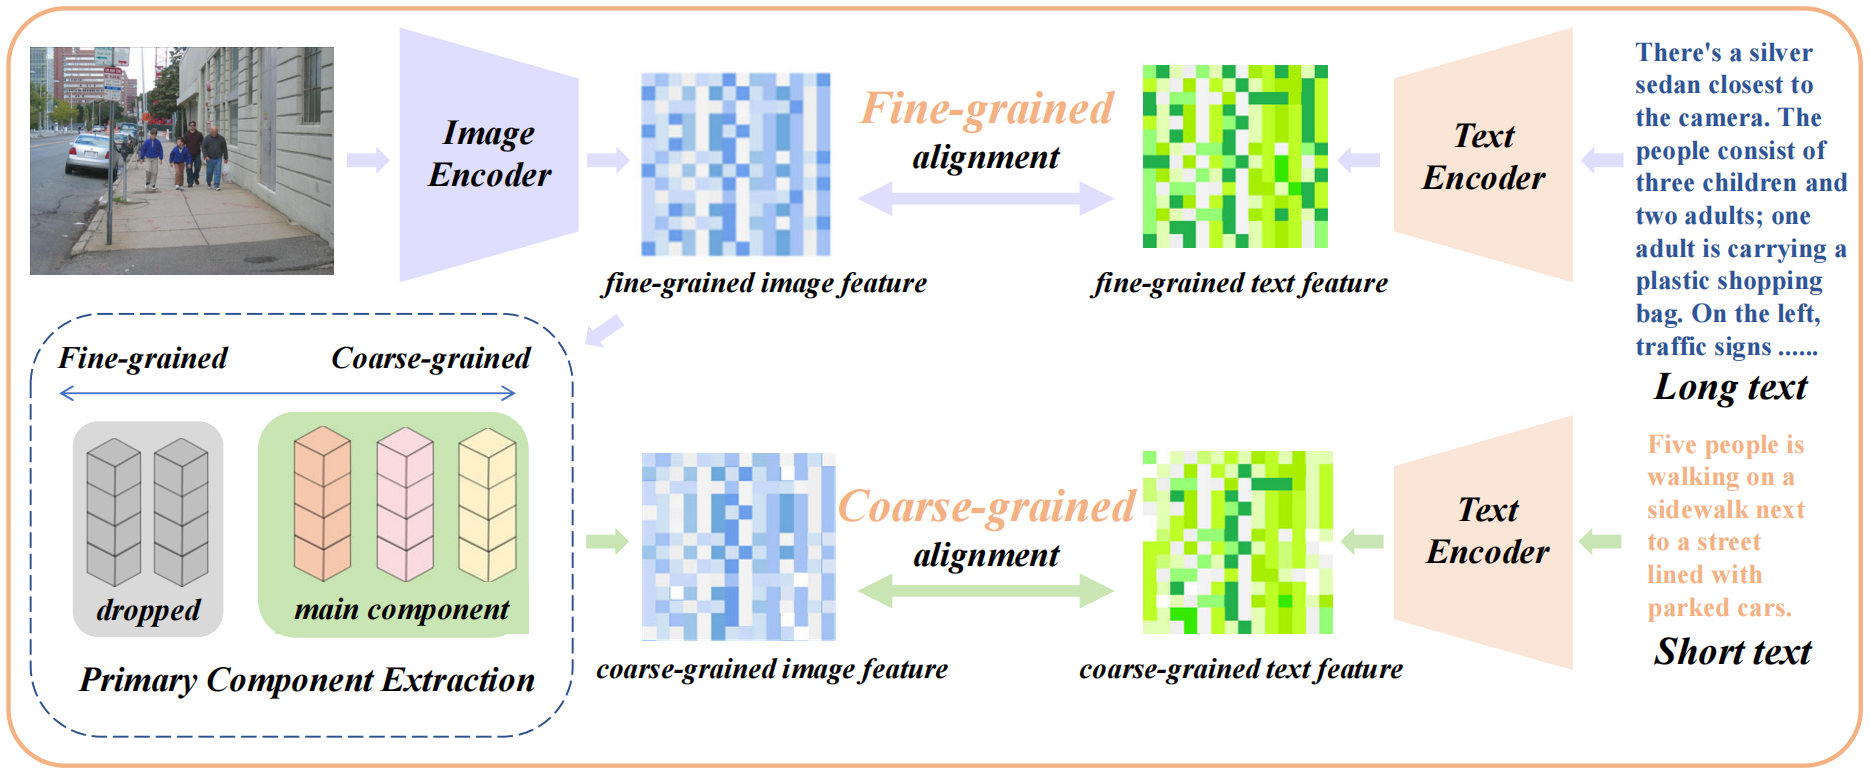 Image
Encoder
Fine-grained
alignment
Text
Encoder
There's a silver
sedan closest to
the camera. The
people consist of
three children and
two adults; one
adult is carrying a
plastic shopping
bag. On the left,
traffic signs ......
Long text
fine-grained image feature
fine-grained text feature
Fine-grained
Coarse-grained
dropped
main component
Primary Component Extraction
Coarse-grained
alignment
Text
Encoder
Five people is
walking on a
sidewalk next
to a street
lined with
parked cars.
Short text
coarse-grained image feature
coarse-grained text feature